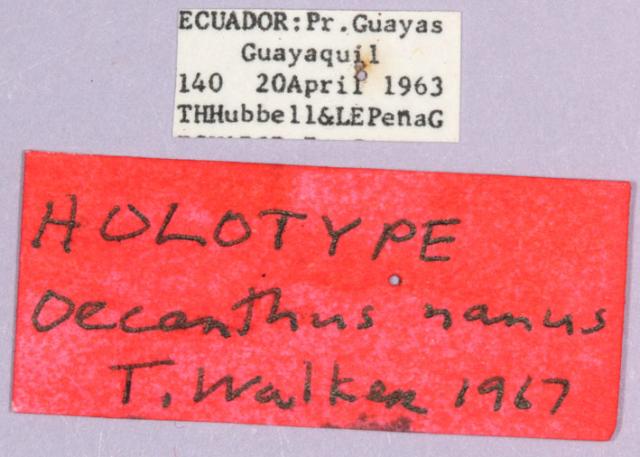 ECUADOR:Pr.Guayas
Guayaquil
140 20April 1963
THHubbell&LEPeñaG
HOLOTYPE
Oecanthus nanus
T. Walker 1967